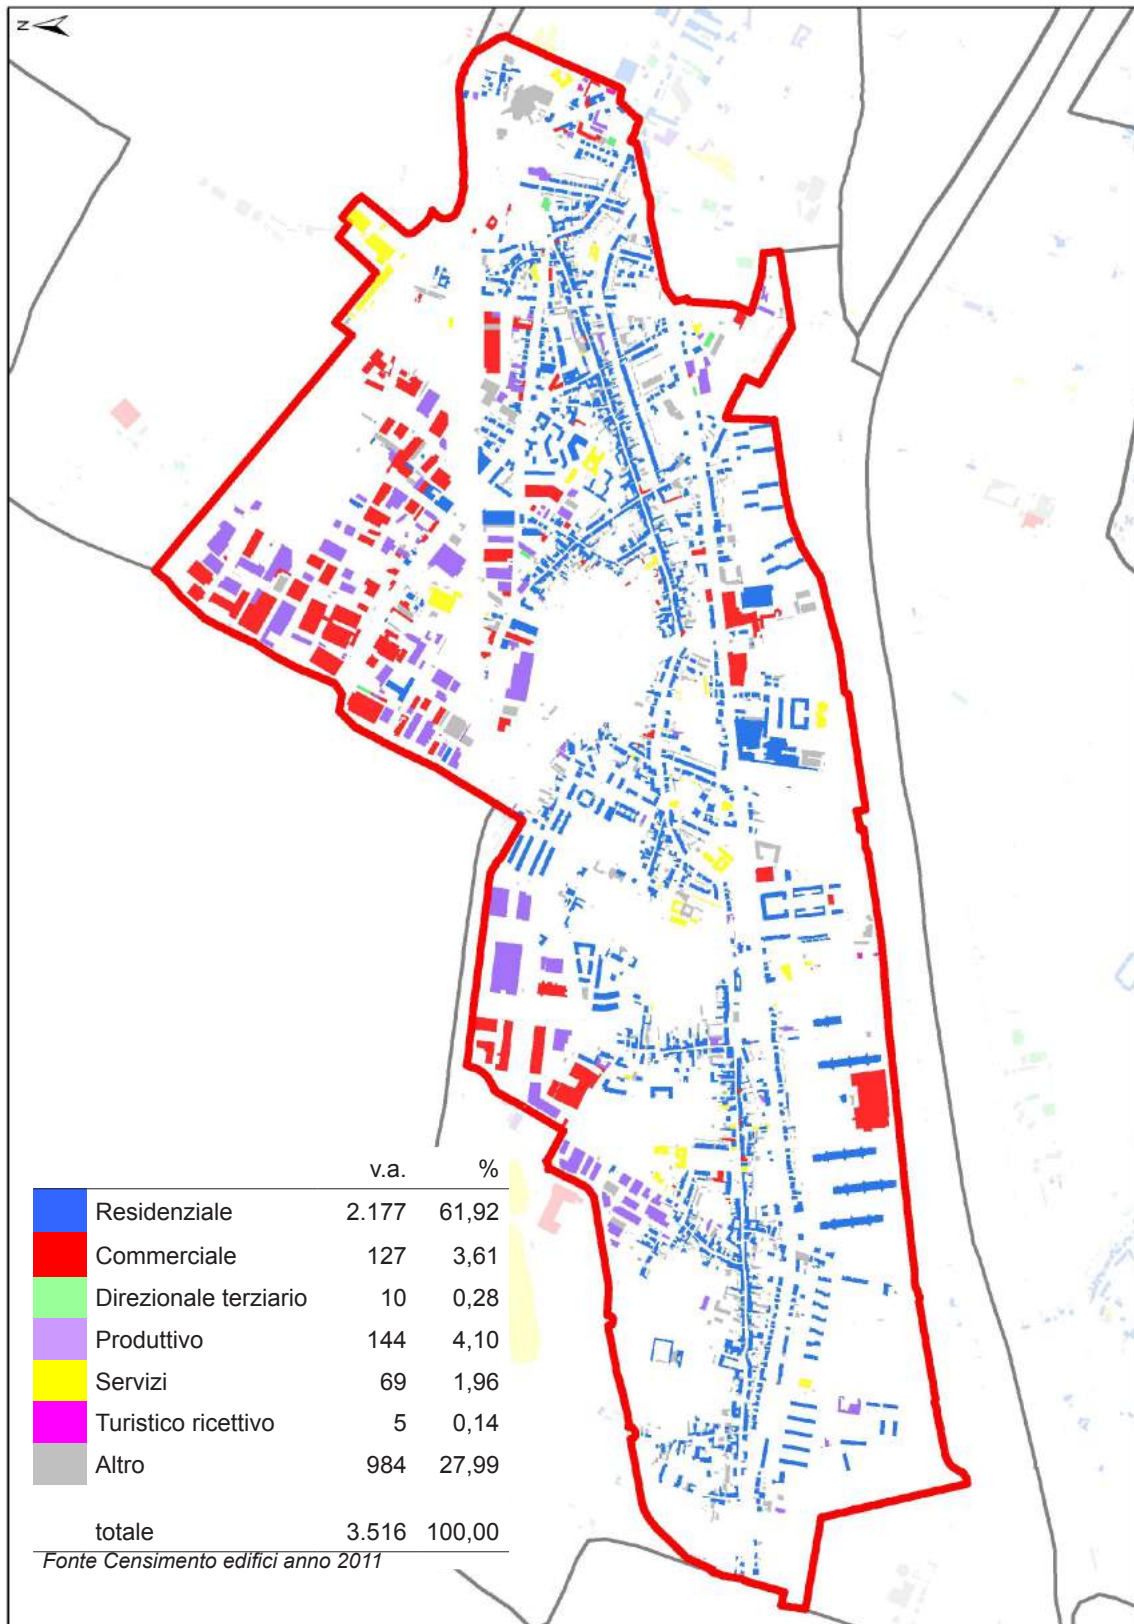 N
v.a. %
Residenziale 2.177 61,92
Commerciale 127 3,61
Direzionale terziario 10 0,28
Produttivo 144 4,10
Servizi 69 1,96
Turistico ricettivo 5 0,14
Altro 984 27,99
totale 3.516 100,00
Fonte Censimento edifici anno 2011